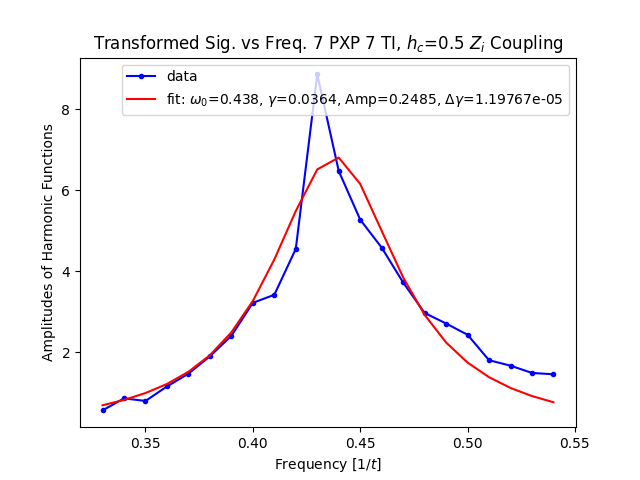 Transformed Sig. vs Freq. 7 PXP 7 TI, $h_c$=0.5 $Z_i$ Coupling
data
fit: $\omega_0$=0.438, $\gamma$=0.0364, Amp=0.2485, $\Delta\gamma$=1.19767e-05
Amplitudes of Harmonic Functions
8
6
4
2
0.35 0.40 0.45 0.50 0.55
Frequency [1/$t$]